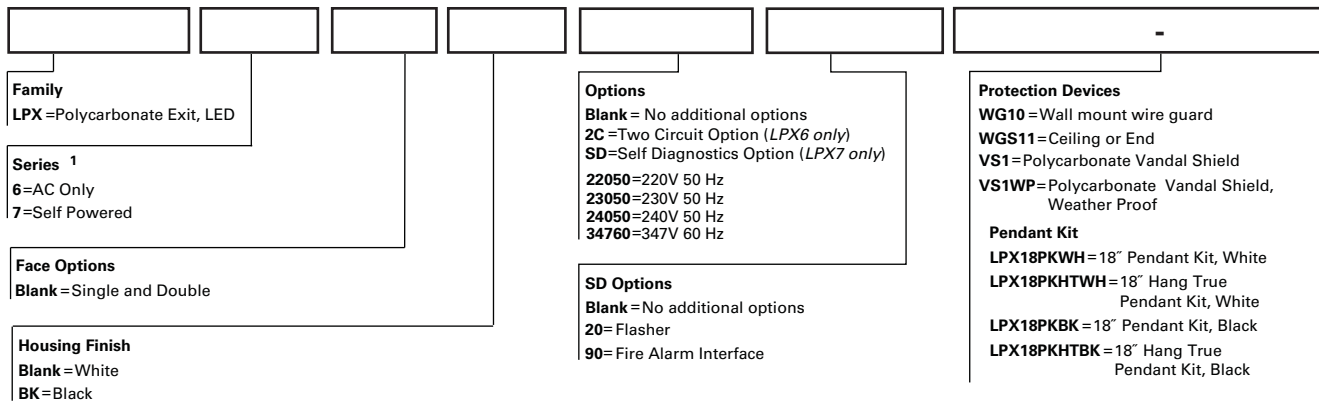 -
Family
LPX =Polycarbonate Exit, LED
Series 1
6=AC Only
7=Self Powered
Face Options
Blank =Single and Double
Housing Finish
Blank =White
BK=Black
Options
Blank = No additional options
2C =Two Circuit Option (LPX6 only)
SD=Self Diagnostics Option (LPX7 only)
22050=220V 50 Hz
23050=230V 50 Hz
24050=240V 50 Hz
34760=347V 60 Hz
SD Options
Blank=No additional options
20=Flasher
90=Fire Alarm Interface
Protection Devices
WG10 =Wall mount wire guard
WGS11=Ceiling or End
VS1=Polycarbonate Vandal Shield
VS1WP=Polycarbonate Vandal Shield,
Weather Proof
Pendant Kit
LPX18PKWH=18″ Pendant Kit, White
LPX18PKHTWH=18″ Hang True
Pendant Kit, White
LPX18PKBK=18″ Pendant Kit, Black
LPX18PKHTBK=18″ Hang True
Pendant Kit, Black